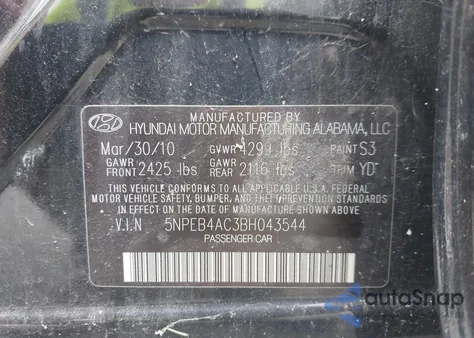 MANUFACTURED BY
HYUNDAI MOTOR MANUFACTURING ALABAMA, LLC
Mar/30/10 GVWR 4299 lbs PAINT S3
GAWR FRONT 2425 lbs GAWR REAR 2116 lbs TRIM YD
THIS VEHICLE CONFORMS TO ALL APPLICABLE U.S.A. FEDERAL
MOTOR VEHICLE SAFETY, BUMPER, AND THEFT PREVENTION STANDARDS
IN EFFECT ON THE DATE OF MANUFACTURE SHOWN ABOVE.
V.I.N 5NPEB4AC3BH043544
PASSENGER CAR
autoSnap